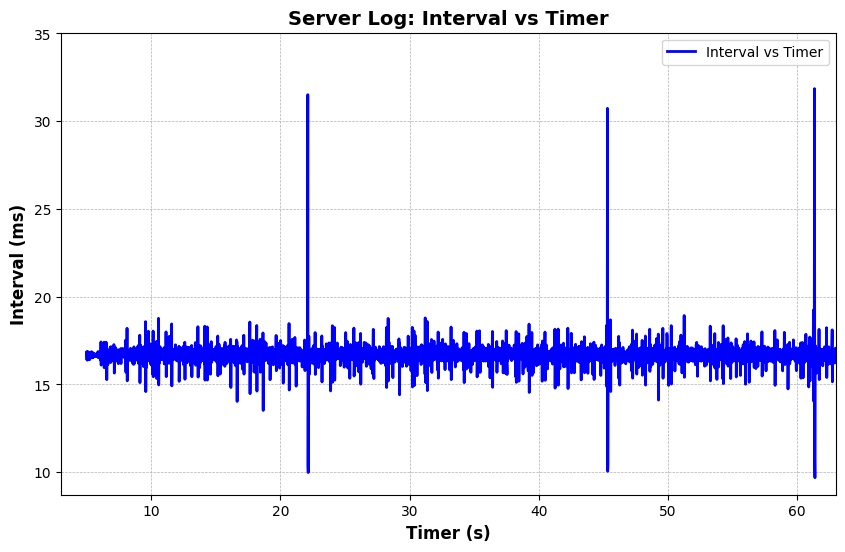 Server Log: Interval vs Timer
Interval vs Timer
35
30
25
20
15
10
Interval (ms)
10 20 30 40 50 60
Timer (s)